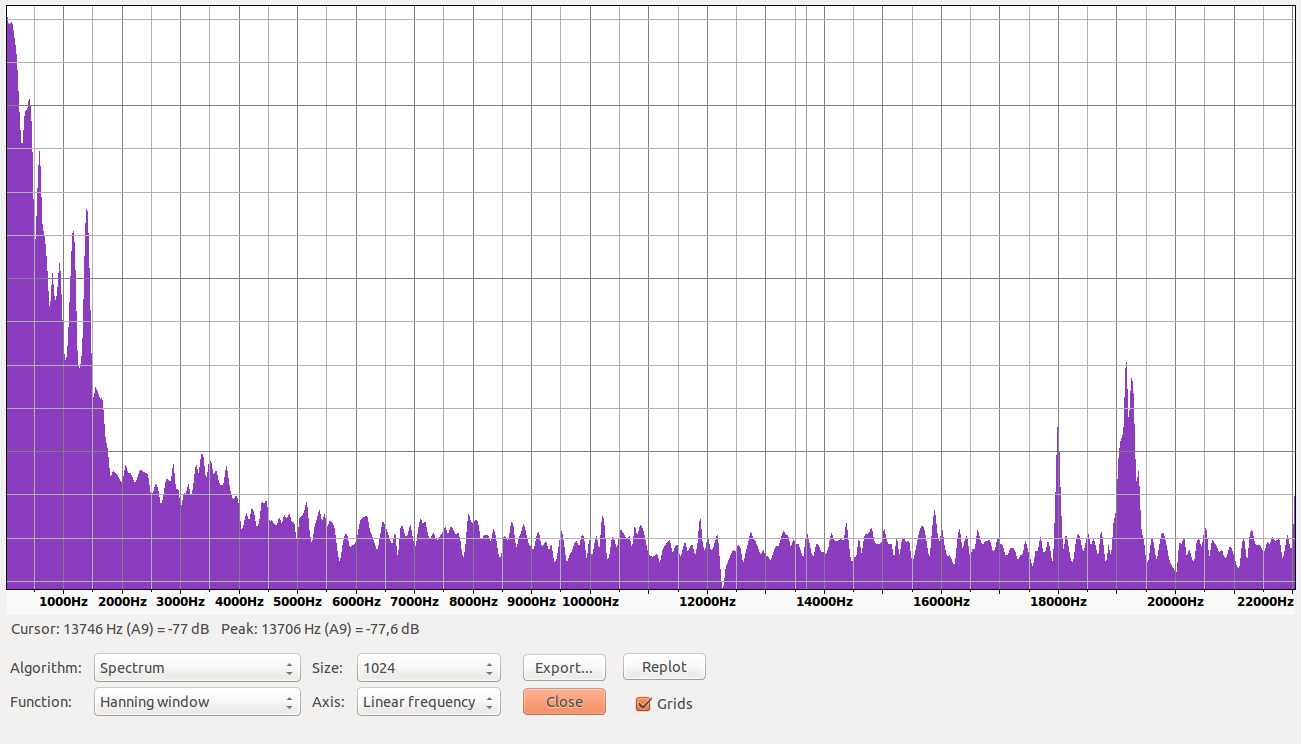 1000Hz 2000Hz 3000Hz 4000Hz 5000Hz 6000Hz 7000Hz 8000Hz 9000Hz 10000Hz 12000Hz 14000Hz 16000Hz 18000Hz 20000Hz 22000Hz
Cursor: 13746 Hz (A9) = -77 dB Peak: 13706 Hz (A9) = -77,6 dB
Algorithm: Spectrum Size: 1024 Export... Replot
Function: Hanning window Axis: Linear frequency Close Grids